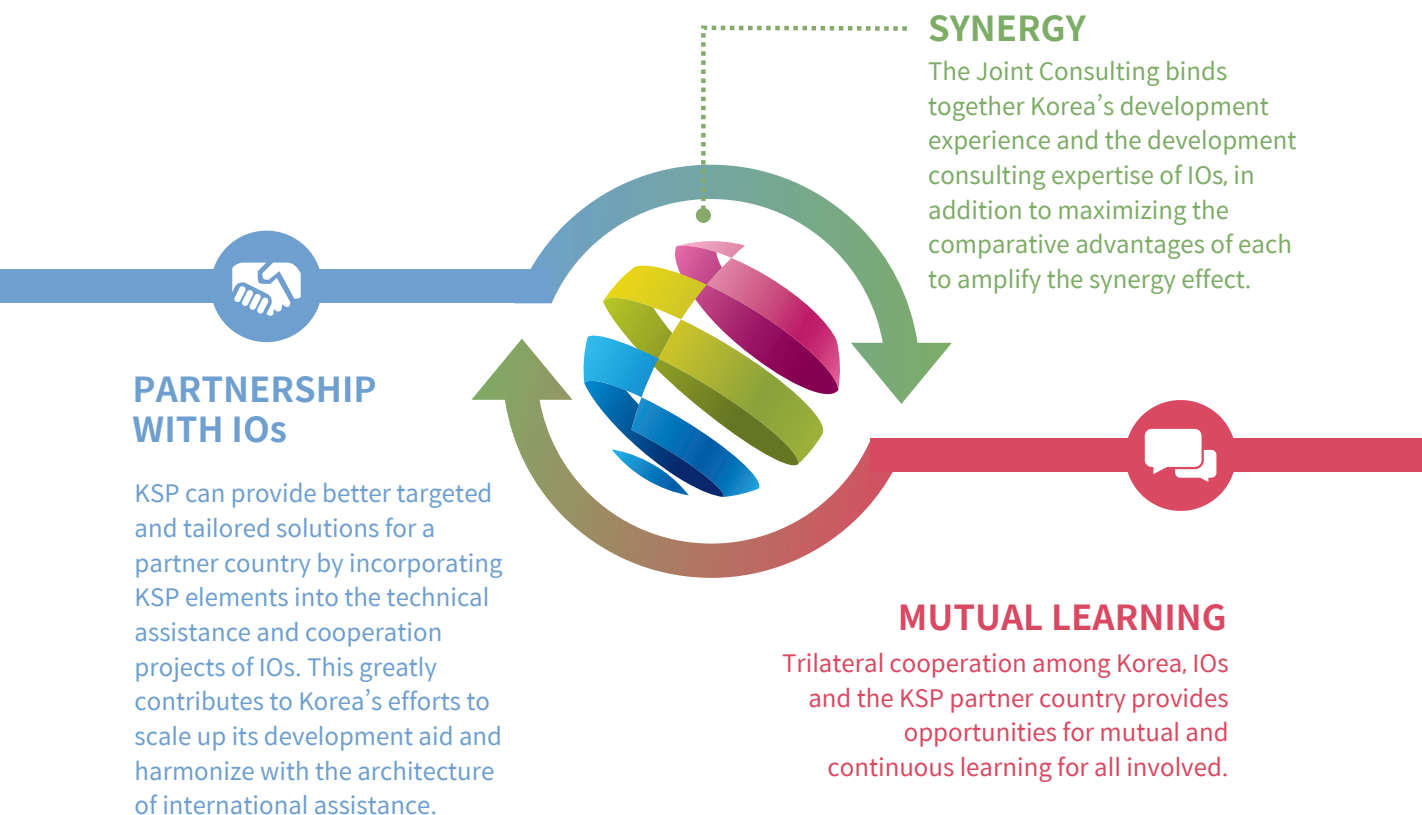 SYNERGY
The Joint Consulting binds
together Korea’s development
experience and the development
consulting expertise of IOs, in
addition to maximizing the
comparative advantages of each
to amplify the synergy effect.
PARTNERSHIP
WITH IOs
KSP can provide better targeted
and tailored solutions for a
partner country by incorporating
KSP elements into the technical
assistance and cooperation
projects of IOs. This greatly
contributes to Korea’s efforts to
scale up its development aid and
harmonize with the architecture
of international assistance.
MUTUAL LEARNING
Trilateral cooperation among Korea, IOs
and the KSP partner country provides
opportunities for mutual and
continuous learning for all involved.